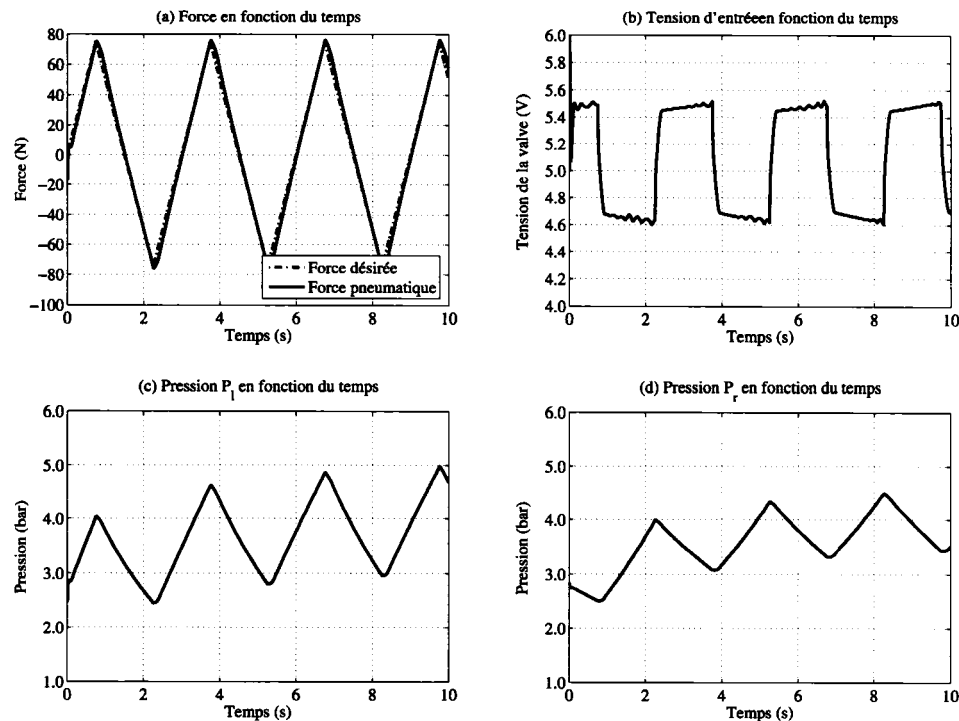 (a) Force en fonction du temps
80
60
40
20
0
−20
−40
−60
−80
−100
Force (N)
Force désirée
Force pneumatique
0 2 4 6 8 10
Temps (s)
(b) Tension d'entréeen fonction du temps
6.0
5.8
5.6
5.4
5.2
5.0
4.8
4.6
4.4
4.2
4.0
Tension de la valve (V)
0 2 4 6 8 10
Temps (s)
(c) Pression P_l en fonction du temps
6.0
5.0
4.0
3.0
2.0
1.0
Pression (bar)
0 2 4 6 8 10
Temps (s)
(d) Pression P_r en fonction du temps
6.0
5.0
4.0
3.0
2.0
1.0
Pression (bar)
0 2 4 6 8 10
Temps (s)